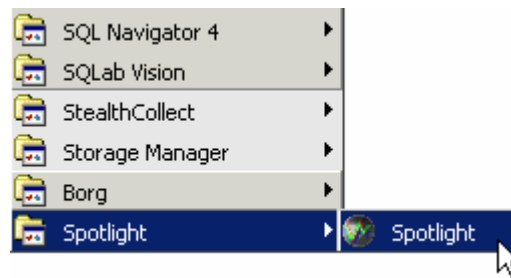 SQL Navigator 4
SQLab Vision
StealthCollect
Storage Manager
Borg
Spotlight Spotlight